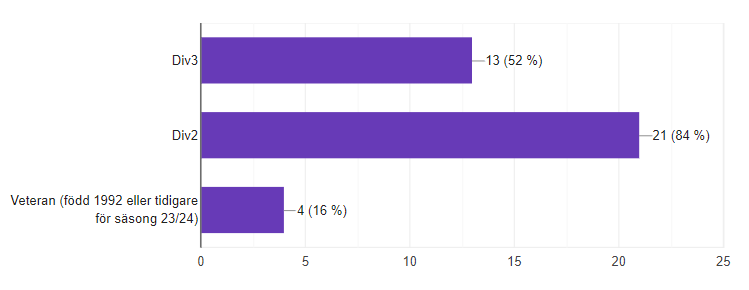 Div3
13 (52 %)
Div2
21 (84 %)
Veteran (född 1992 eller tidigare
för säsong 23/24)
4 (16 %)
0
5
10
15
20
25